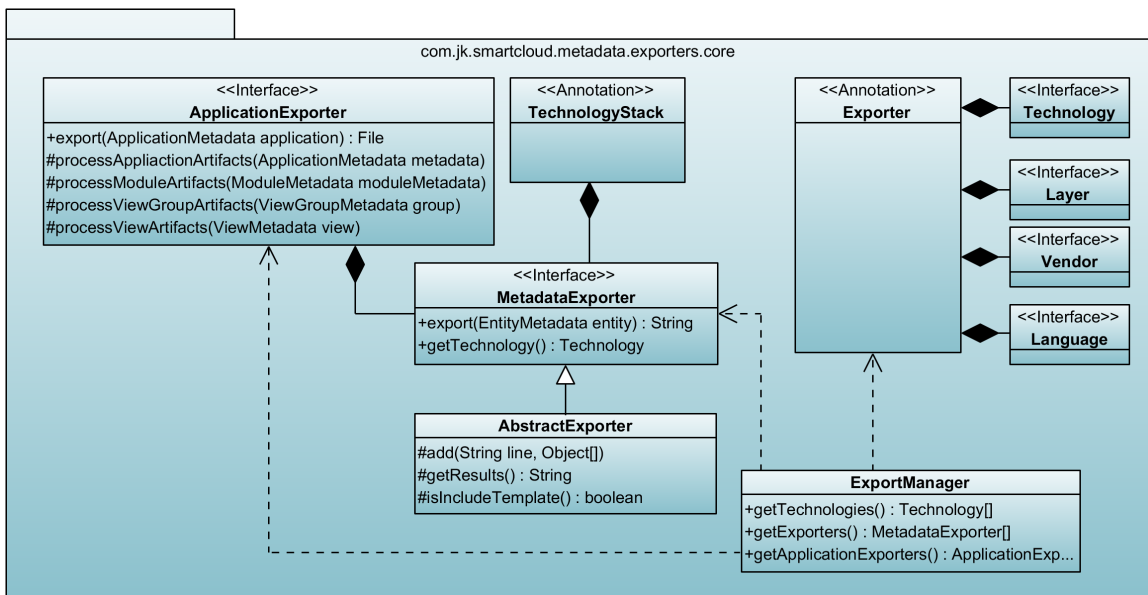 com.jk.smartcloud.metadata.exporters.core
<<Interface>>
ApplicationExporter
+export(ApplicationMetadata application) : File
#processAppliactionArtifacts(ApplicationMetadata metadata)
#processModuleArtifacts(ModuleMetadata moduleMetadata)
#processViewGroupArtifacts(ViewGroupMetadata group)
#processViewArtifacts(ViewMetadata view)
<<Annotation>>
TechnologyStack
<<Annotation>>
Exporter
<<Interface>>
Technology
<<Interface>>
Layer
<<Interface>>
Vendor
<<Interface>>
Language
<<Interface>>
MetadataExporter
+export(EntityMetadata entity) : String
+getTechnology() : Technology
AbstractExporter
#add(String line, Object[])
#getResults() : String
#isIncludeTemplate() : boolean
ExportManager
+getTechnologies() : Technology[]
+getExporters() : MetadataExporter[]
+getApplicationExporters() : ApplicationExp...